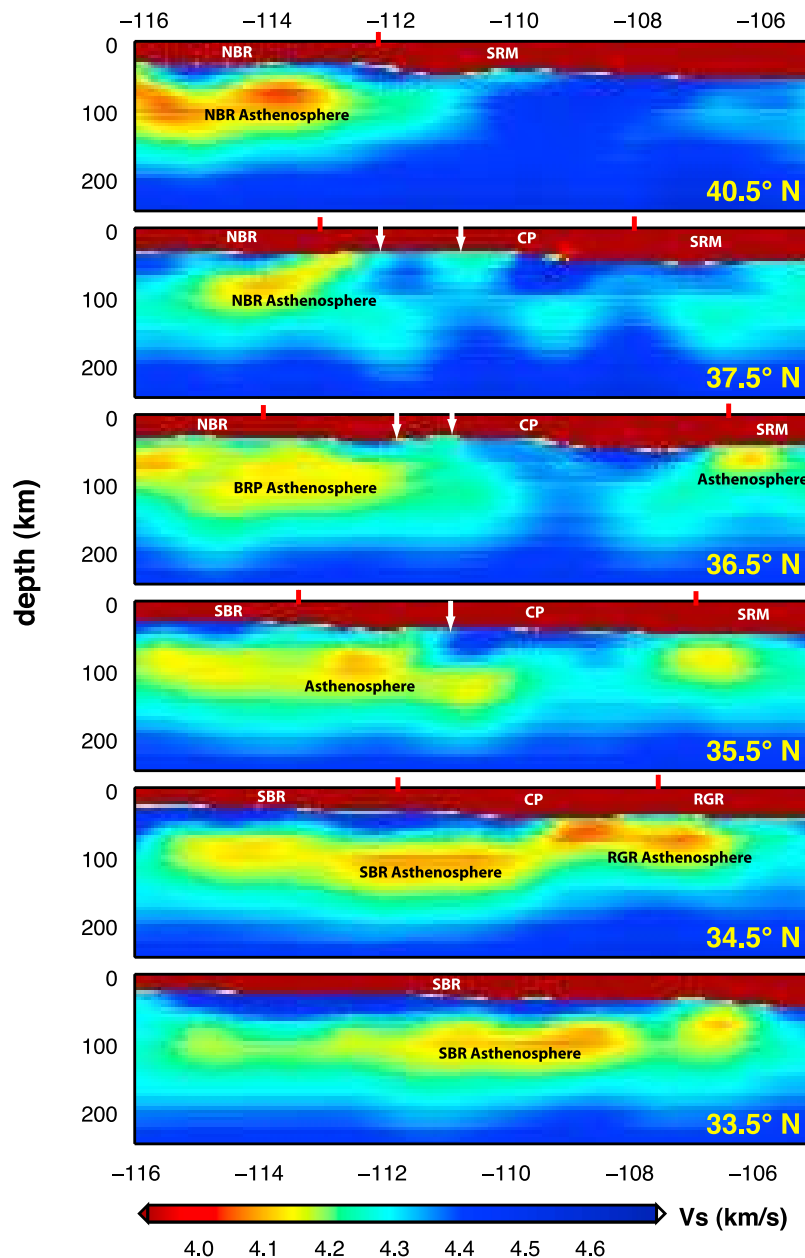 −116 −114 −112 −110 −108 −106
0 NBR SRM
100 NBR Asthenosphere
200 40.5° N
0 NBR CP SRM
100 NBR Asthenosphere
200 37.5° N
0 NBR CP SRM
100 BRP Asthenosphere Asthenosphere
200 36.5° N
depth (km)
0 SBR CP SRM
100 Asthenosphere
200 35.5° N
0 SBR CP RGR
100 SBR Asthenosphere RGR Asthenosphere
200 34.5° N
0 SBR
100 SBR Asthenosphere
200 33.5° N
−116 −114 −112 −110 −108 −106
Vs (km/s)
4.0 4.1 4.2 4.3 4.4 4.5 4.6